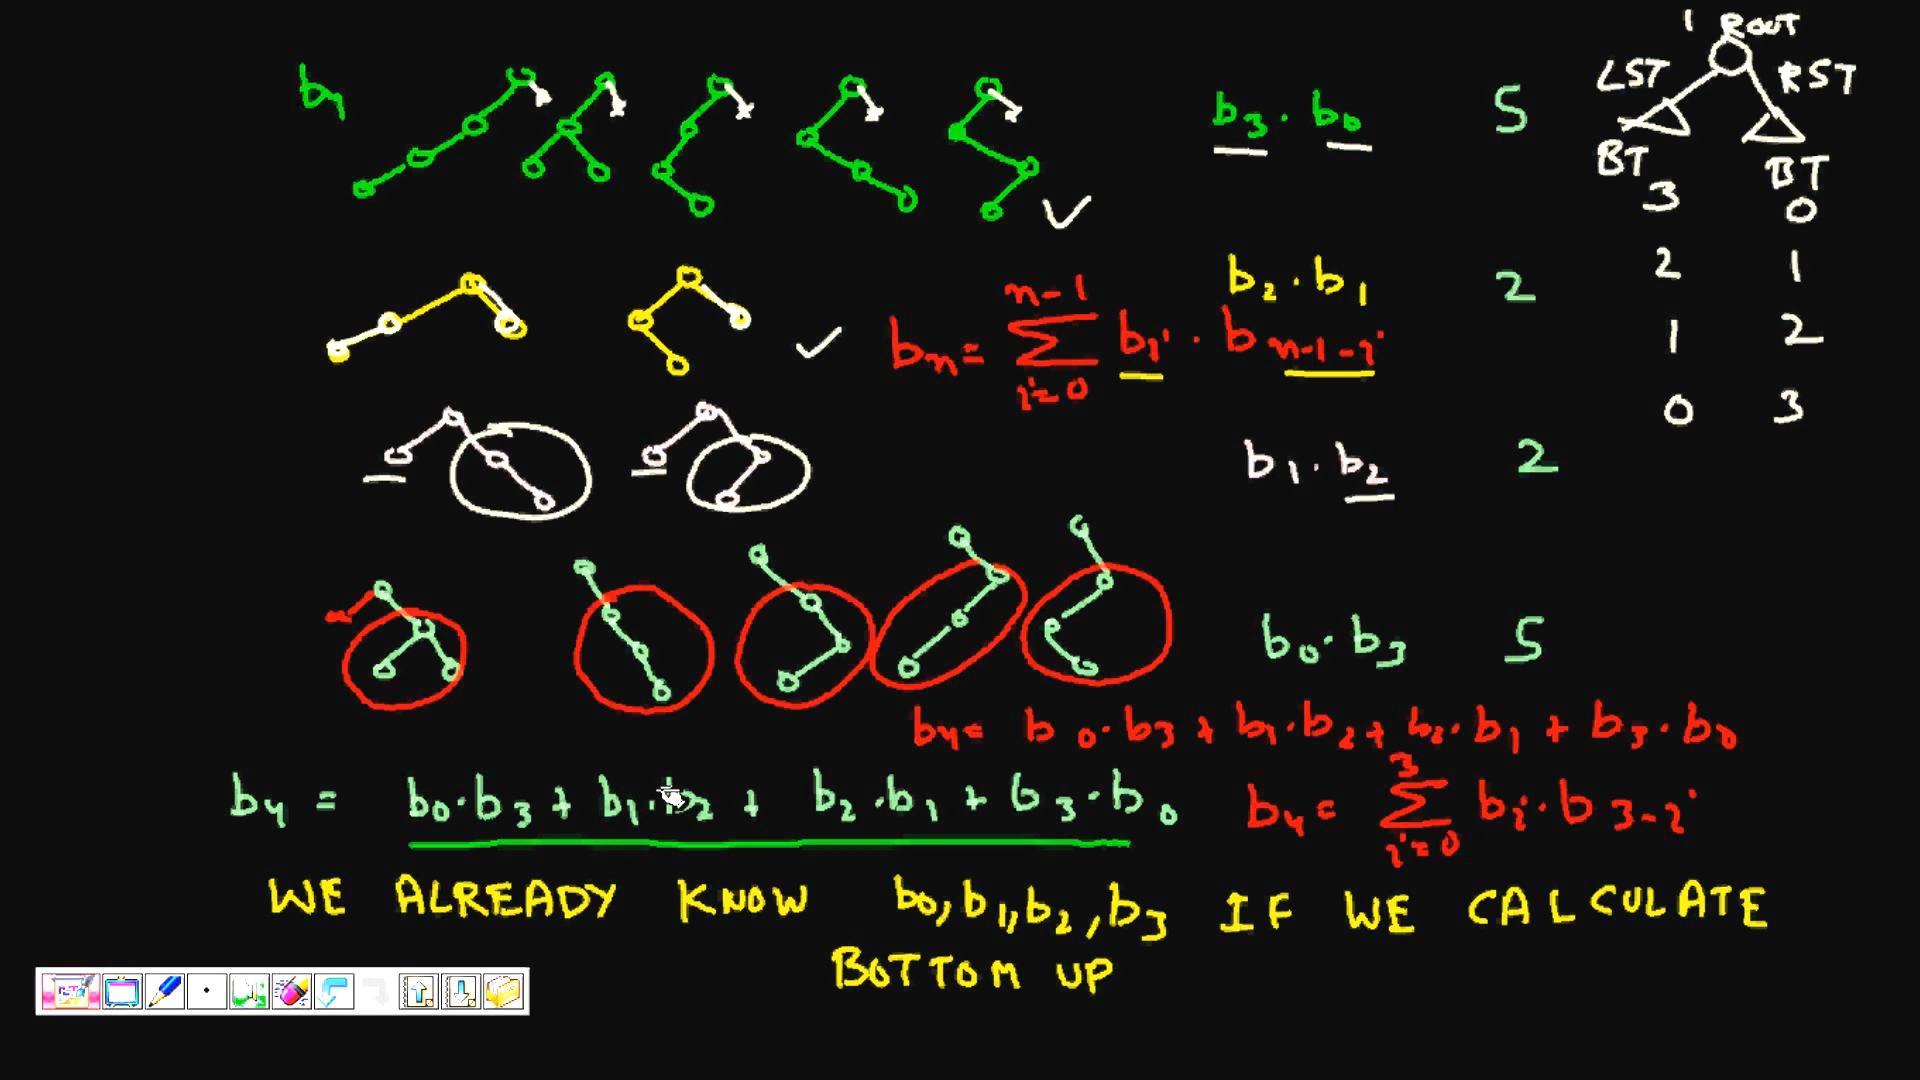 1 ROOT
LST RST
b4 b3 . b0 5
BT BT
3 0
b2 . b1 2 2 1
bn = n-1 ∑ i=0 bi . b n-1-i 1 2
0 3
b1 . b2 2
b0 . b3 5
b4 = b0 . b3 + b1 . b2 + b2 . b1 + b3 . b0
b4 = b0 . b3 + b1 . b2 + b2 . b1 + b3 . b0 b4 = 3 ∑ i=0 bi . b 3-i
WE ALREADY KNOW b0, b1, b2, b3 IF WE CALCULATE
BOTTOM UP